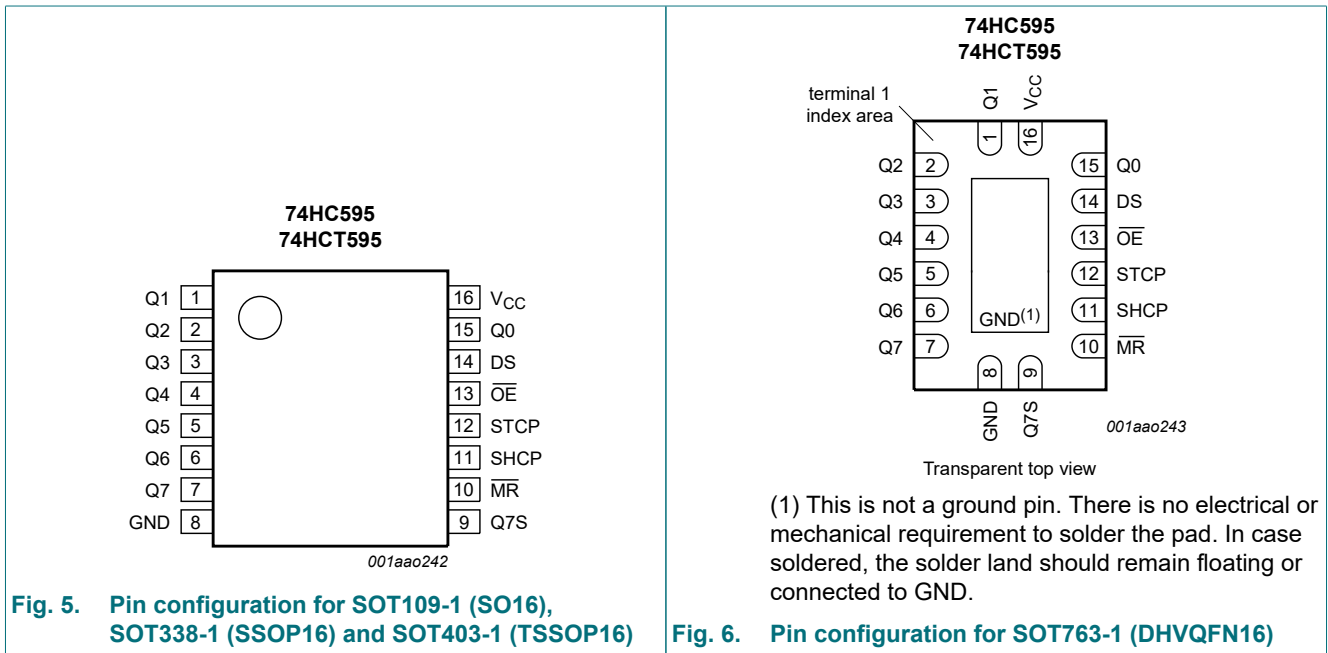 74HC595
74HCT595
Q1 1
Q2 2
Q3 3
Q4 4
Q5 5
Q6 6
Q7 7
GND 8
16 VCC
15 Q0
14 DS
13 O̅E̅
12 STCP
11 SHCP
10 M̅R̅
9 Q7S
001aao242
Fig. 5. Pin configuration for SOT109-1 (SO16),
SOT338-1 (SSOP16) and SOT403-1 (TSSOP16)
74HC595
74HCT595
terminal 1
index area
Q1
VCC
1
16
Q2 2
Q3 3
Q4 4
Q5 5
Q6 6
Q7 7
15 Q0
14 DS
13 O̅E̅
12 STCP
11 SHCP
10 M̅R̅
GND(1)
8
9
GND
Q7S
001aao243
Transparent top view
(1) This is not a ground pin. There is no electrical or
mechanical requirement to solder the pad. In case
soldered, the solder land should remain floating or
connected to GND.
Fig. 6. Pin configuration for SOT763-1 (DHVQFN16)